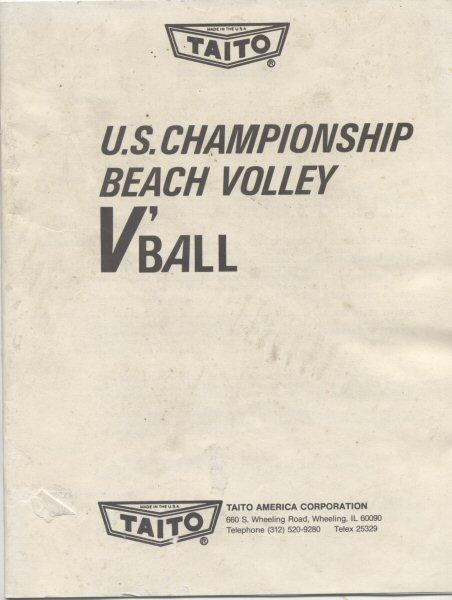 MADE IN THE U.S.A.
TAITO
®
U.S. CHAMPIONSHIP
BEACH VOLLEY
V'BALL
MADE IN THE U.S.A.
TAITO
®
TAITO AMERICA CORPORATION
660 S. Wheeling Road, Wheeling, IL 60090
Telephone (312) 520-9280 Telex 25329